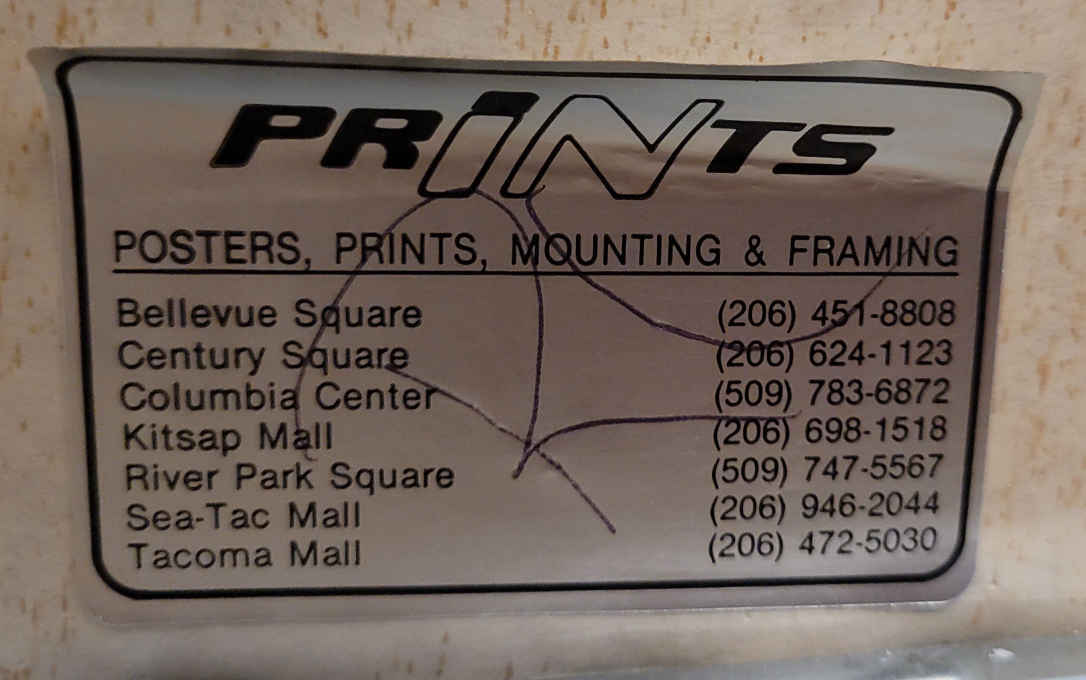 PRINTS
POSTERS, PRINTS, MOUNTING & FRAMING
Bellevue Square (206) 451-8808
Century Square (206) 624-1123
Columbia Center (509) 783-6872
Kitsap Mall (206) 698-1518
River Park Square (509) 747-5567
Sea-Tac Mall (206) 946-2044
Tacoma Mall (206) 472-5030